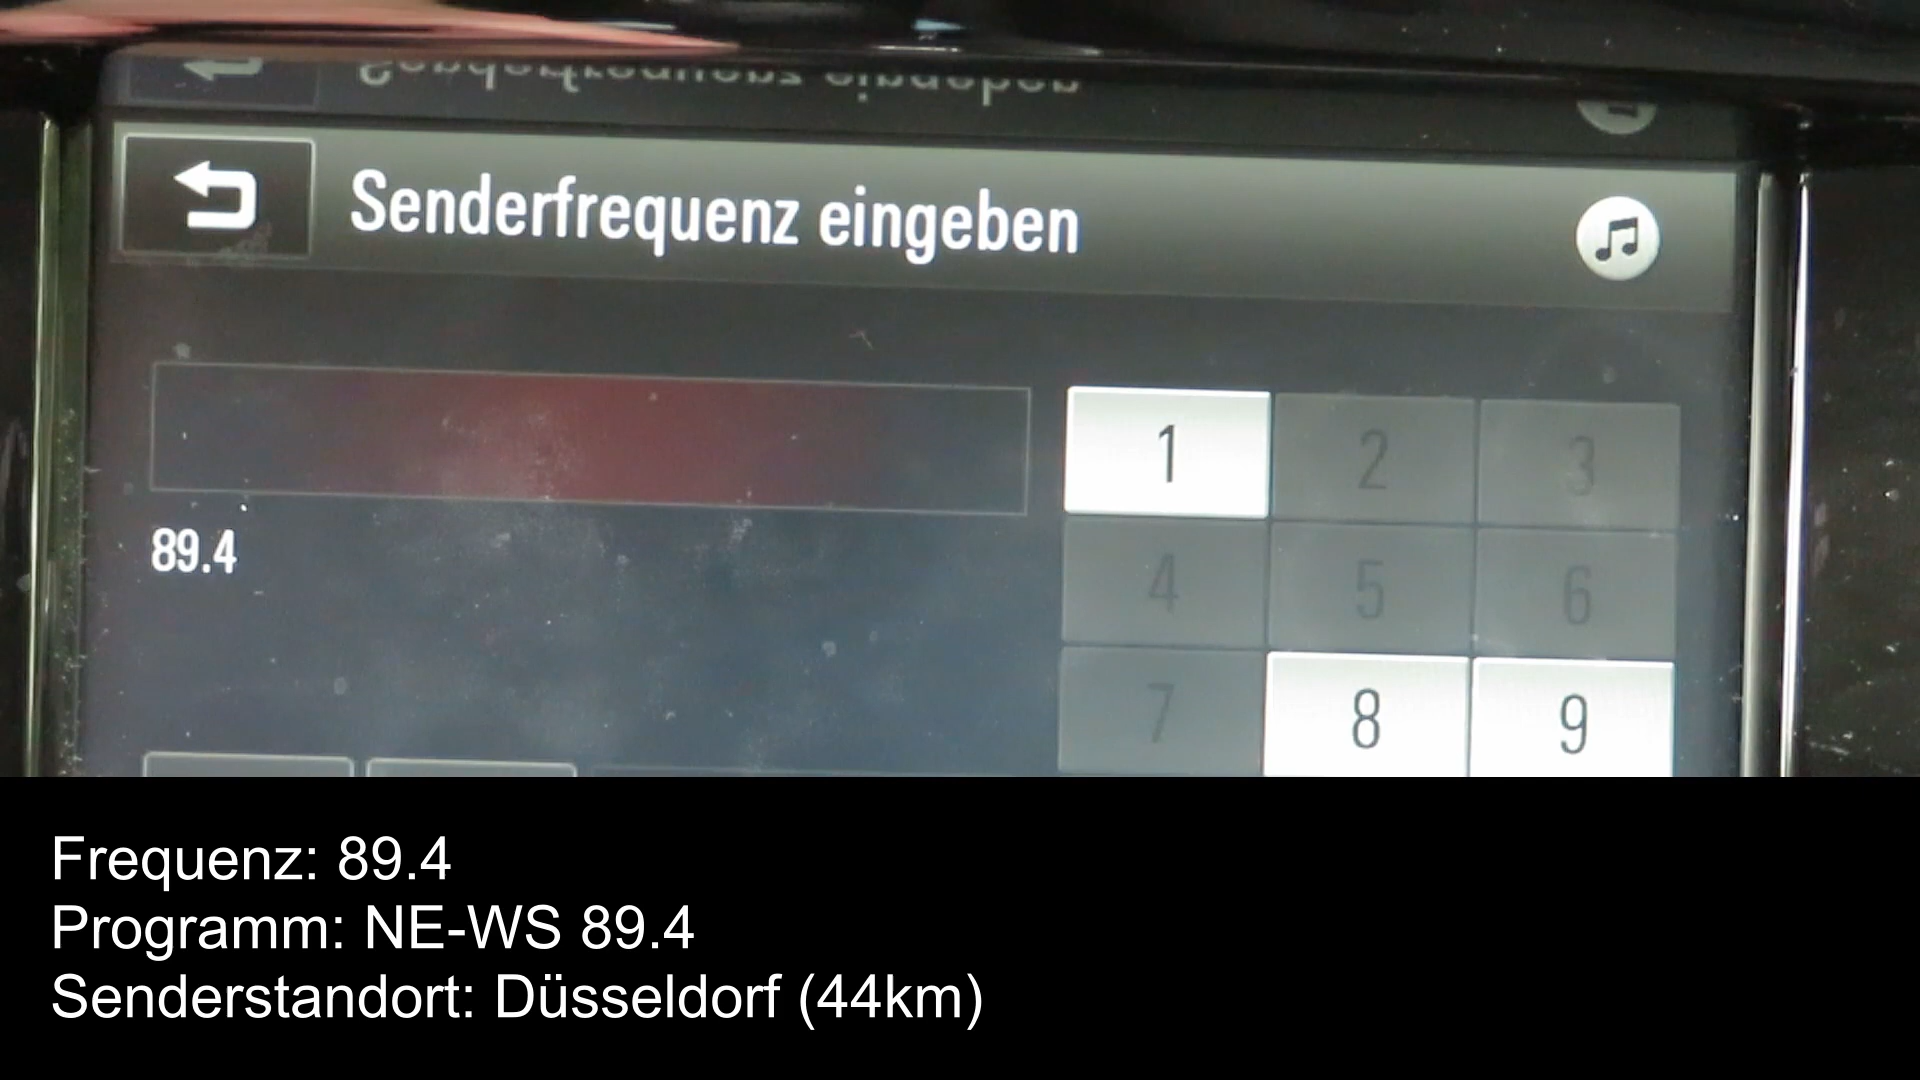 Senderfrequenz eingeben
1 2 3
89.4
4 5 6
7 8 9
Frequenz: 89.4
Programm: NE-WS 89.4
Senderstandort: Düsseldorf (44km)